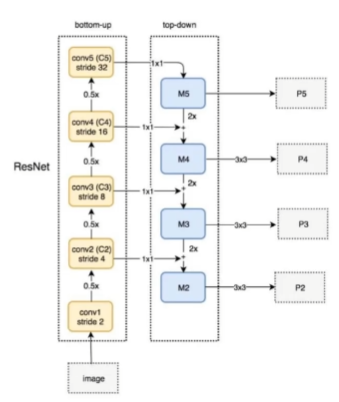 bottom-up
top-down
conv5 (C5)
stride 32
1x1
M5
P5
0.5x
2x
conv4 (C4)
stride 16
1x1
+
M4
3x3
P4
ResNet
0.5x
2x
conv3 (C3)
stride 8
1x1
+
M3
3x3
P3
0.5x
2x
conv2 (C2)
stride 4
1x1
+
M2
3x3
P2
0.5x
conv1
stride 2
image